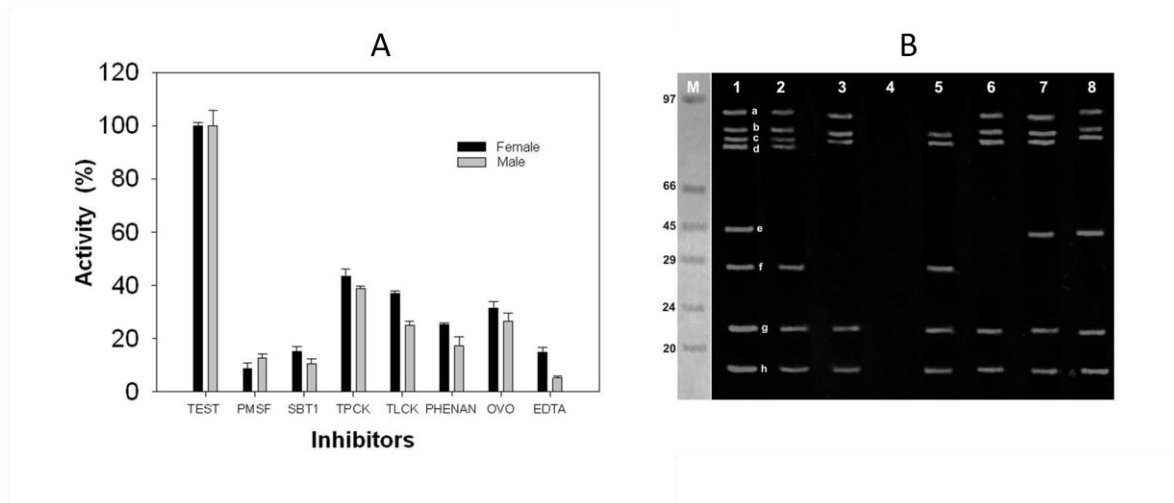 A
120
100
80
60
40
20
0
Activity (%)
Female
Male
TEST PMSF SBT1 TPCK TLCK PHENAN OVO EDTA
Inhibitors
B
M 1 2 3 4 5 6 7 8
97
66
45
29
24
20
a
b
c
d
e
f
g
h